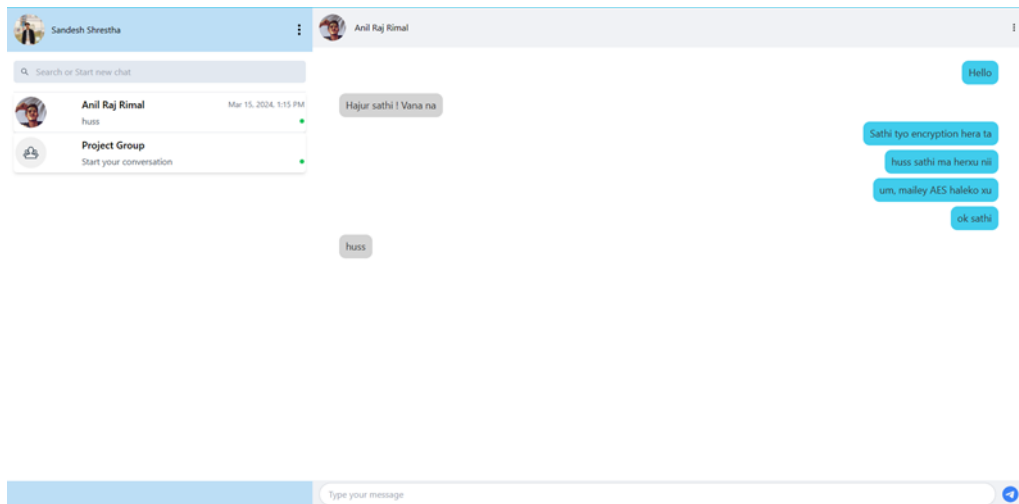 Sandesh Shrestha
Search or Start new chat
Anil Raj Rimal
Mar 15, 2024, 1:15 PM
huss
Project Group
Start your conversation
Anil Raj Rimal
Hello
Hajur sathi ! Vana na
Sathi tyo encryption hera ta
huss sathi ma herxu nii
um, mailey AES haleko xu
ok sathi
huss
Type your message